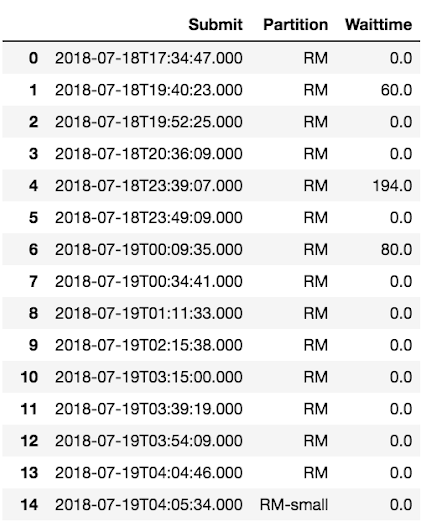 Submit Partition Waittime
0 2018-07-18T17:34:47.000 RM 0.0
1 2018-07-18T19:40:23.000 RM 60.0
2 2018-07-18T19:52:25.000 RM 0.0
3 2018-07-18T20:36:09.000 RM 0.0
4 2018-07-18T23:39:07.000 RM 194.0
5 2018-07-18T23:49:09.000 RM 0.0
6 2018-07-19T00:09:35.000 RM 80.0
7 2018-07-19T00:34:41.000 RM 0.0
8 2018-07-19T01:11:33.000 RM 0.0
9 2018-07-19T02:15:38.000 RM 0.0
10 2018-07-19T03:15:00.000 RM 0.0
11 2018-07-19T03:39:19.000 RM 0.0
12 2018-07-19T03:54:09.000 RM 0.0
13 2018-07-19T04:04:46.000 RM 0.0
14 2018-07-19T04:05:34.000 RM-small 0.0